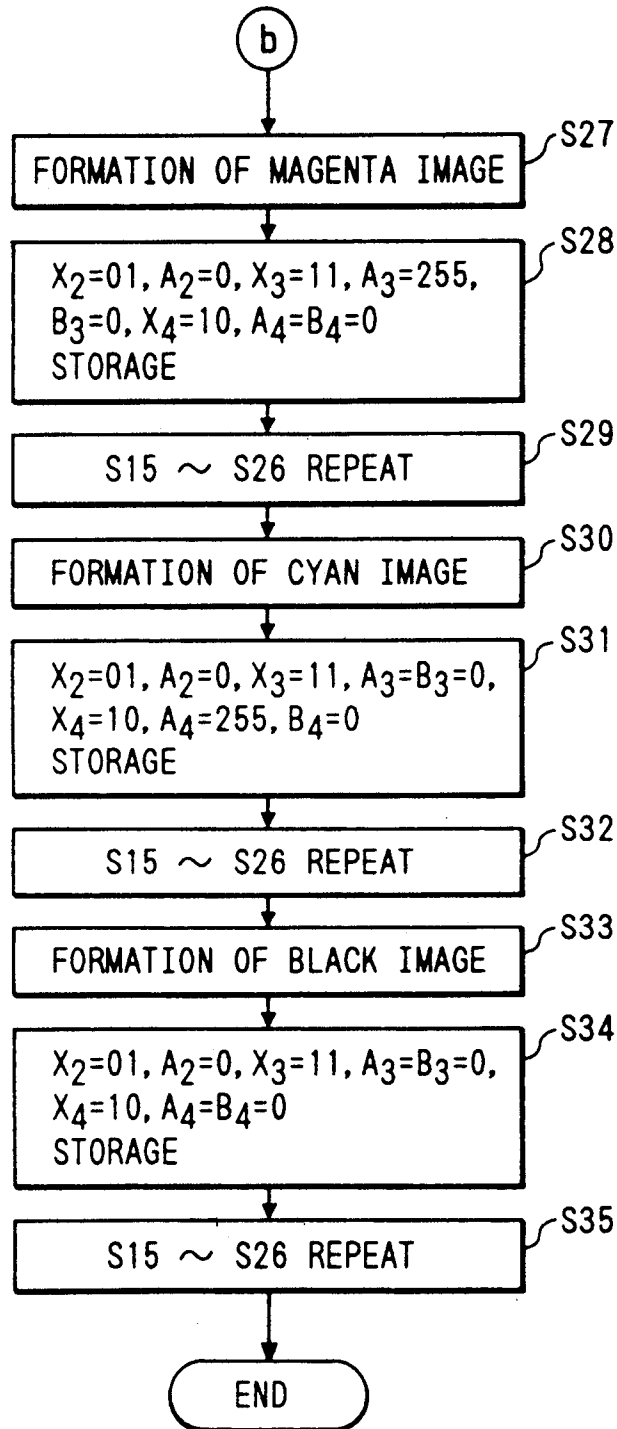 b
S27
FORMATION OF MAGENTA IMAGE
S28
X2=01, A2=0, X3=11, A3=255,
B3=0, X4=10, A4=B4=0
STORAGE
S29
S15 ~ S26 REPEAT
S30
FORMATION OF CYAN IMAGE
S31
X2=01, A2=0, X3=11, A3=B3=0,
X4=10, A4=255, B4=0
STORAGE
S32
S15 ~ S26 REPEAT
S33
FORMATION OF BLACK IMAGE
S34
X2=01, A2=0, X3=11, A3=B3=0,
X4=10, A4=B4=0
STORAGE
S35
S15 ~ S26 REPEAT
END